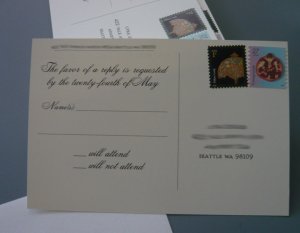 The favor of a reply is requested
by the twenty-fourth of May
Name(s)
will attend
will not attend
SEATTLE WA 98109